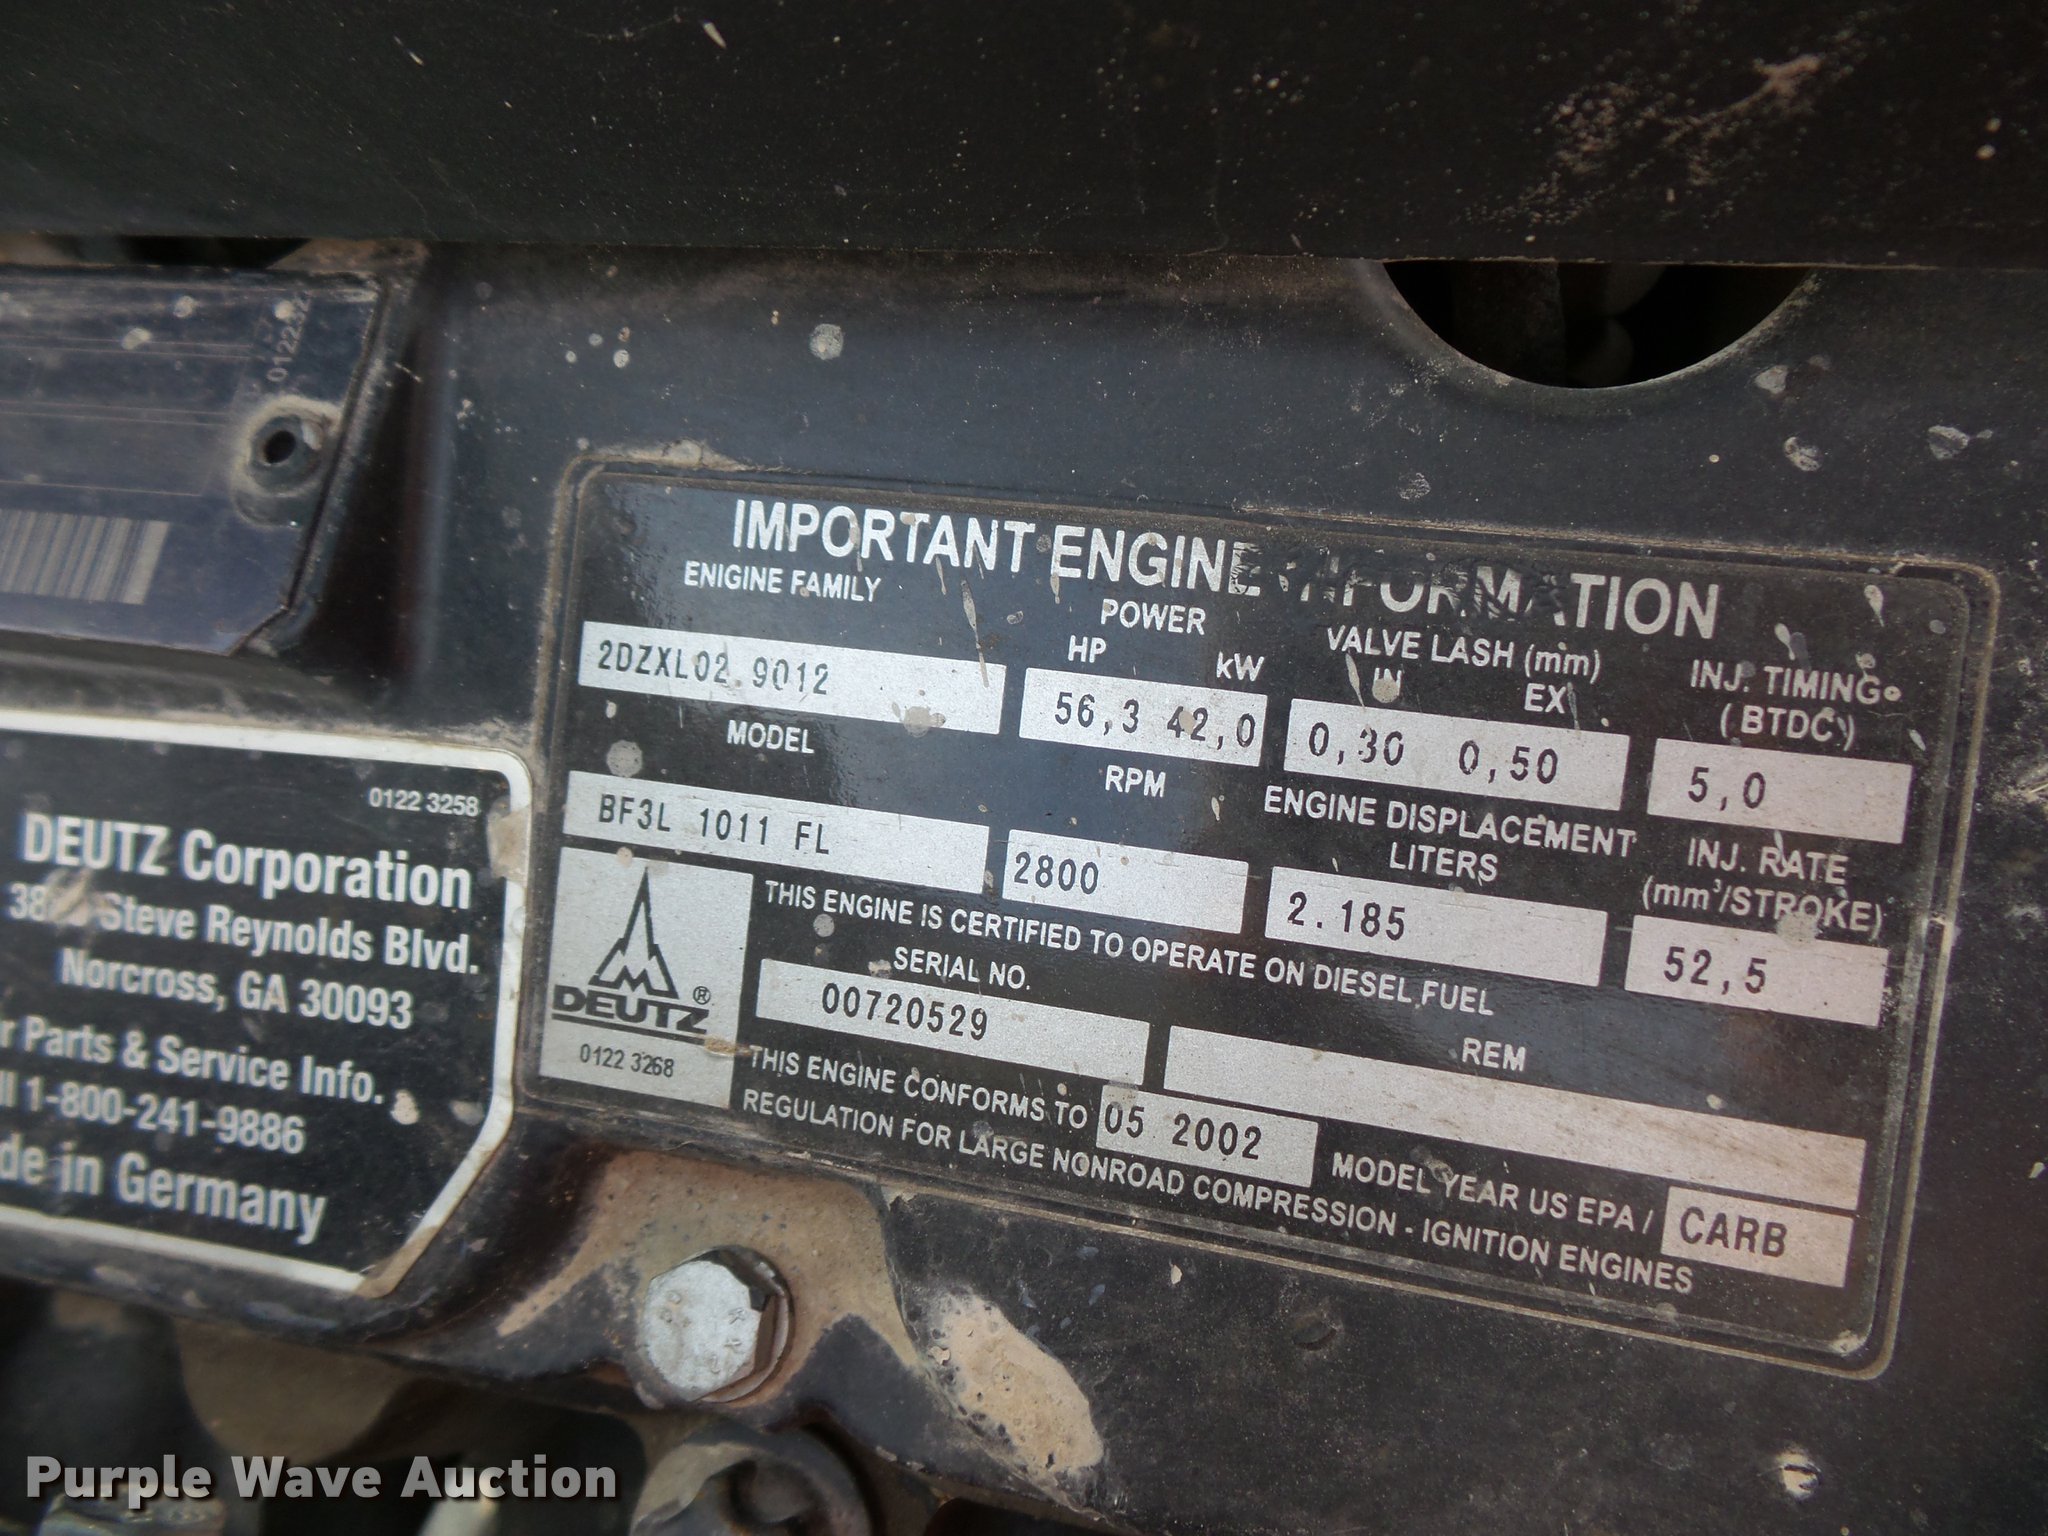 0122 3258
DEUTZ Corporation
Steve Reynolds Blvd.
Norcross, GA 30093
Parts & Service Info.
1-800-241-9886
in Germany
IMPORTANT ENGINE INFORMATION
ENIGINE FAMILY
2DZXL02.9012
POWER
HP kW
56,3 42,0
VALVE LASH (mm)
IN EX
0,30 0,50
INJ. TIMING°
(BTDC)
5,0
MODEL
BF3L 1011 FL
RPM
2800
ENGINE DISPLACEMENT
LITERS
2.185
INJ. RATE
(mm³/STROKE)
52,5
THIS ENGINE IS CERTIFIED TO OPERATE ON DIESEL FUEL
SERIAL NO.
00720529
REM
DEUTZ ®
0122 3268
THIS ENGINE CONFORMS TO 05 2002 MODEL YEAR US EPA / CARB
REGULATION FOR LARGE NONROAD COMPRESSION - IGNITION ENGINES
Purple Wave Auction